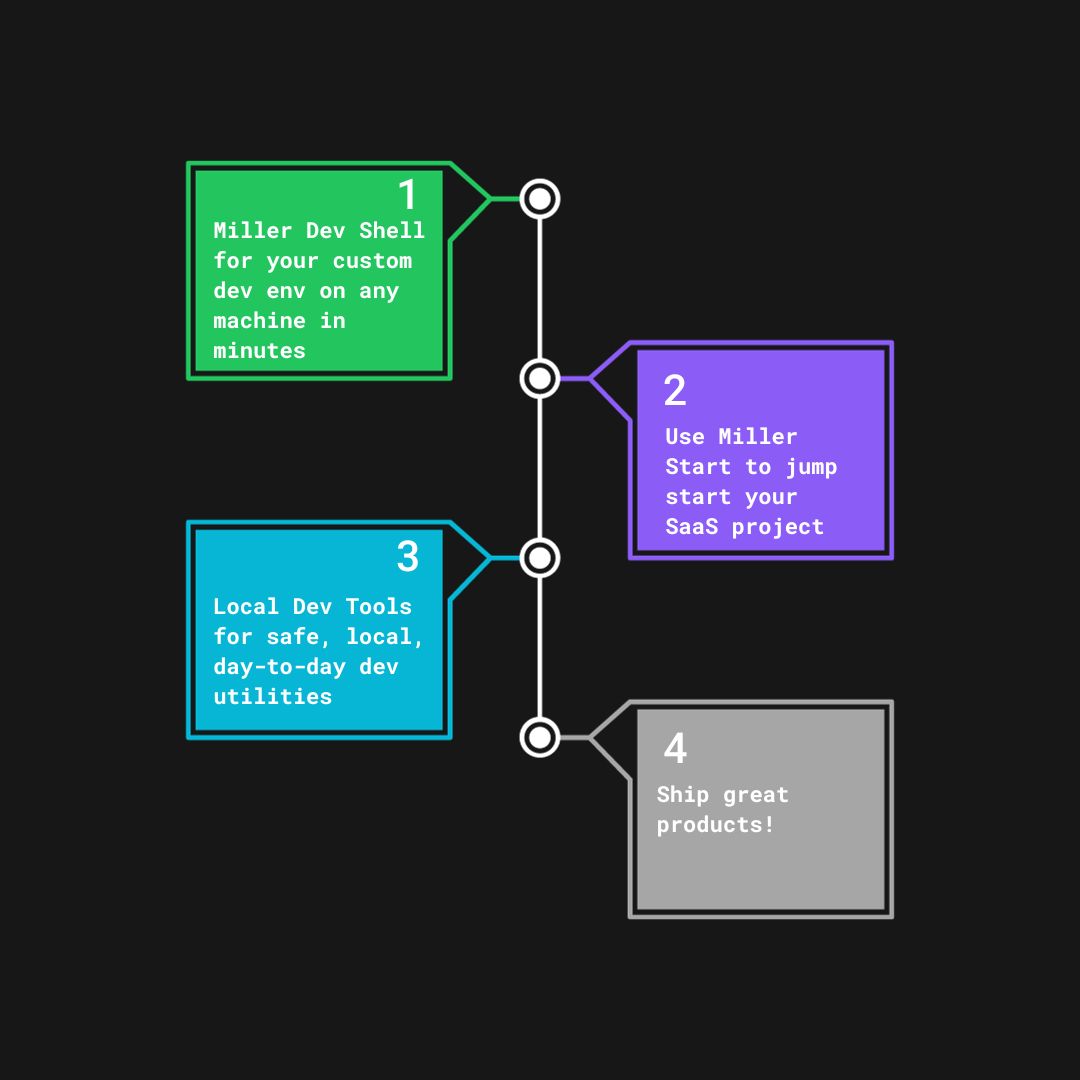 1
Miller Dev Shell
for your custom
dev env on any
machine in
minutes
2
Use Miller
Start to jump
start your
SaaS project
3
Local Dev Tools
for safe, local,
day-to-day dev
utilities
4
Ship great
products!